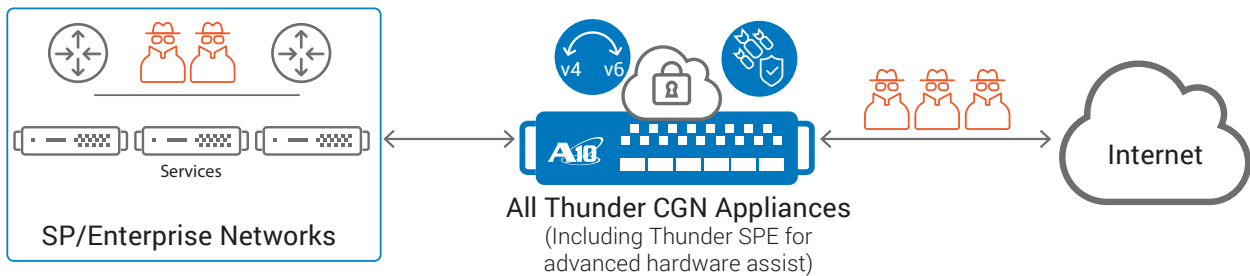 v4 v6
A10
Services
Internet
SP/Enterprise Networks
All Thunder CGN Appliances
(Including Thunder SPE for
advanced hardware assist)